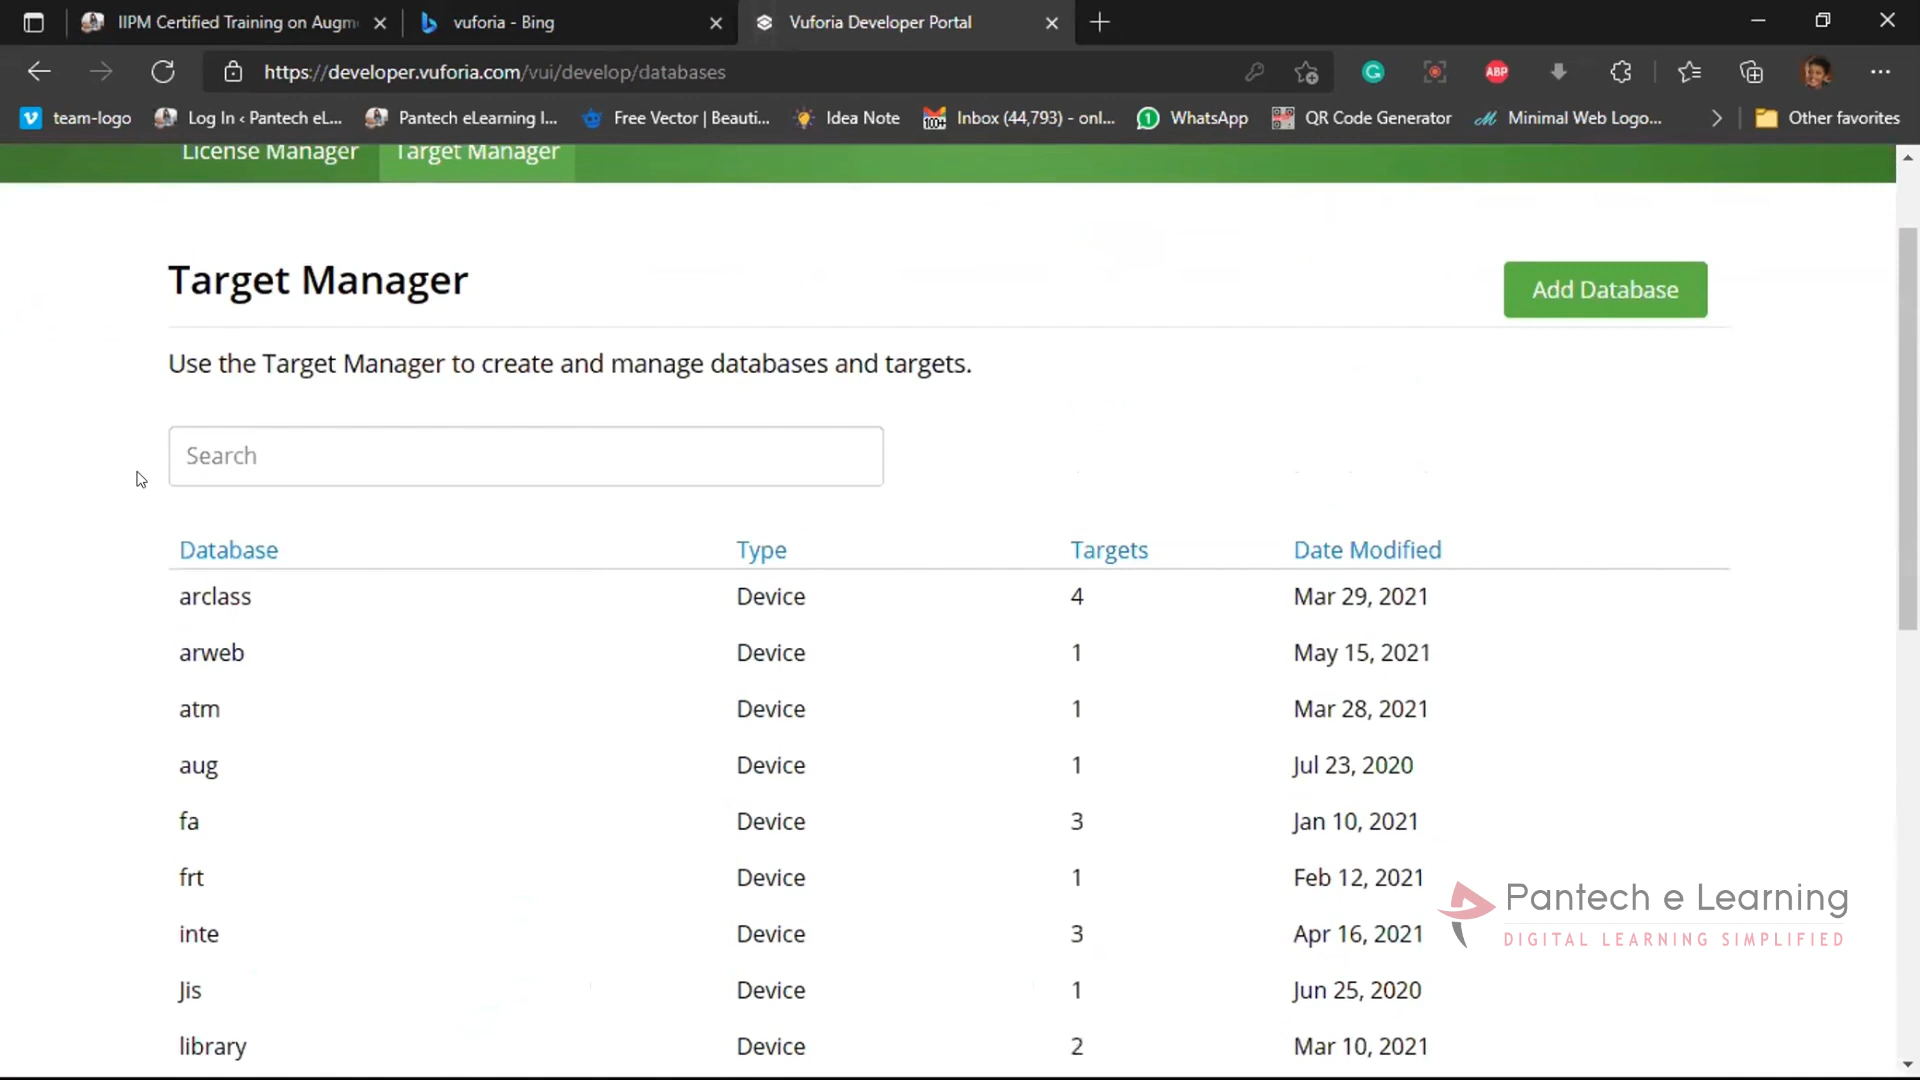 IIPM Certified Training on Augm
vuforia - Bing
Vuforia Developer Portal
https://developer.vuforia.com/vui/develop/databases
ABP
team-logo
Log In ‹ Pantech eL...
Pantech eLearning I...
Free Vector | Beauti...
Idea Note
100+
Inbox (44,793) - onl...
1
WhatsApp
QR Code Generator
Minimal Web Logo...
Other favorites
License Manager
Target Manager
Target Manager
Add Database
Use the Target Manager to create and manage databases and targets.
Search
Database Type Targets Date Modified
arclass Device 4 Mar 29, 2021
arweb Device 1 May 15, 2021
atm Device 1 Mar 28, 2021
aug Device 1 Jul 23, 2020
fa Device 3 Jan 10, 2021
frt Device 1 Feb 12, 2021
inte Device 3 Apr 16, 2021
Jis Device 1 Jun 25, 2020
library Device 2 Mar 10, 2021
Pantech e Learning
DIGITAL LEARNING SIMPLIFIED